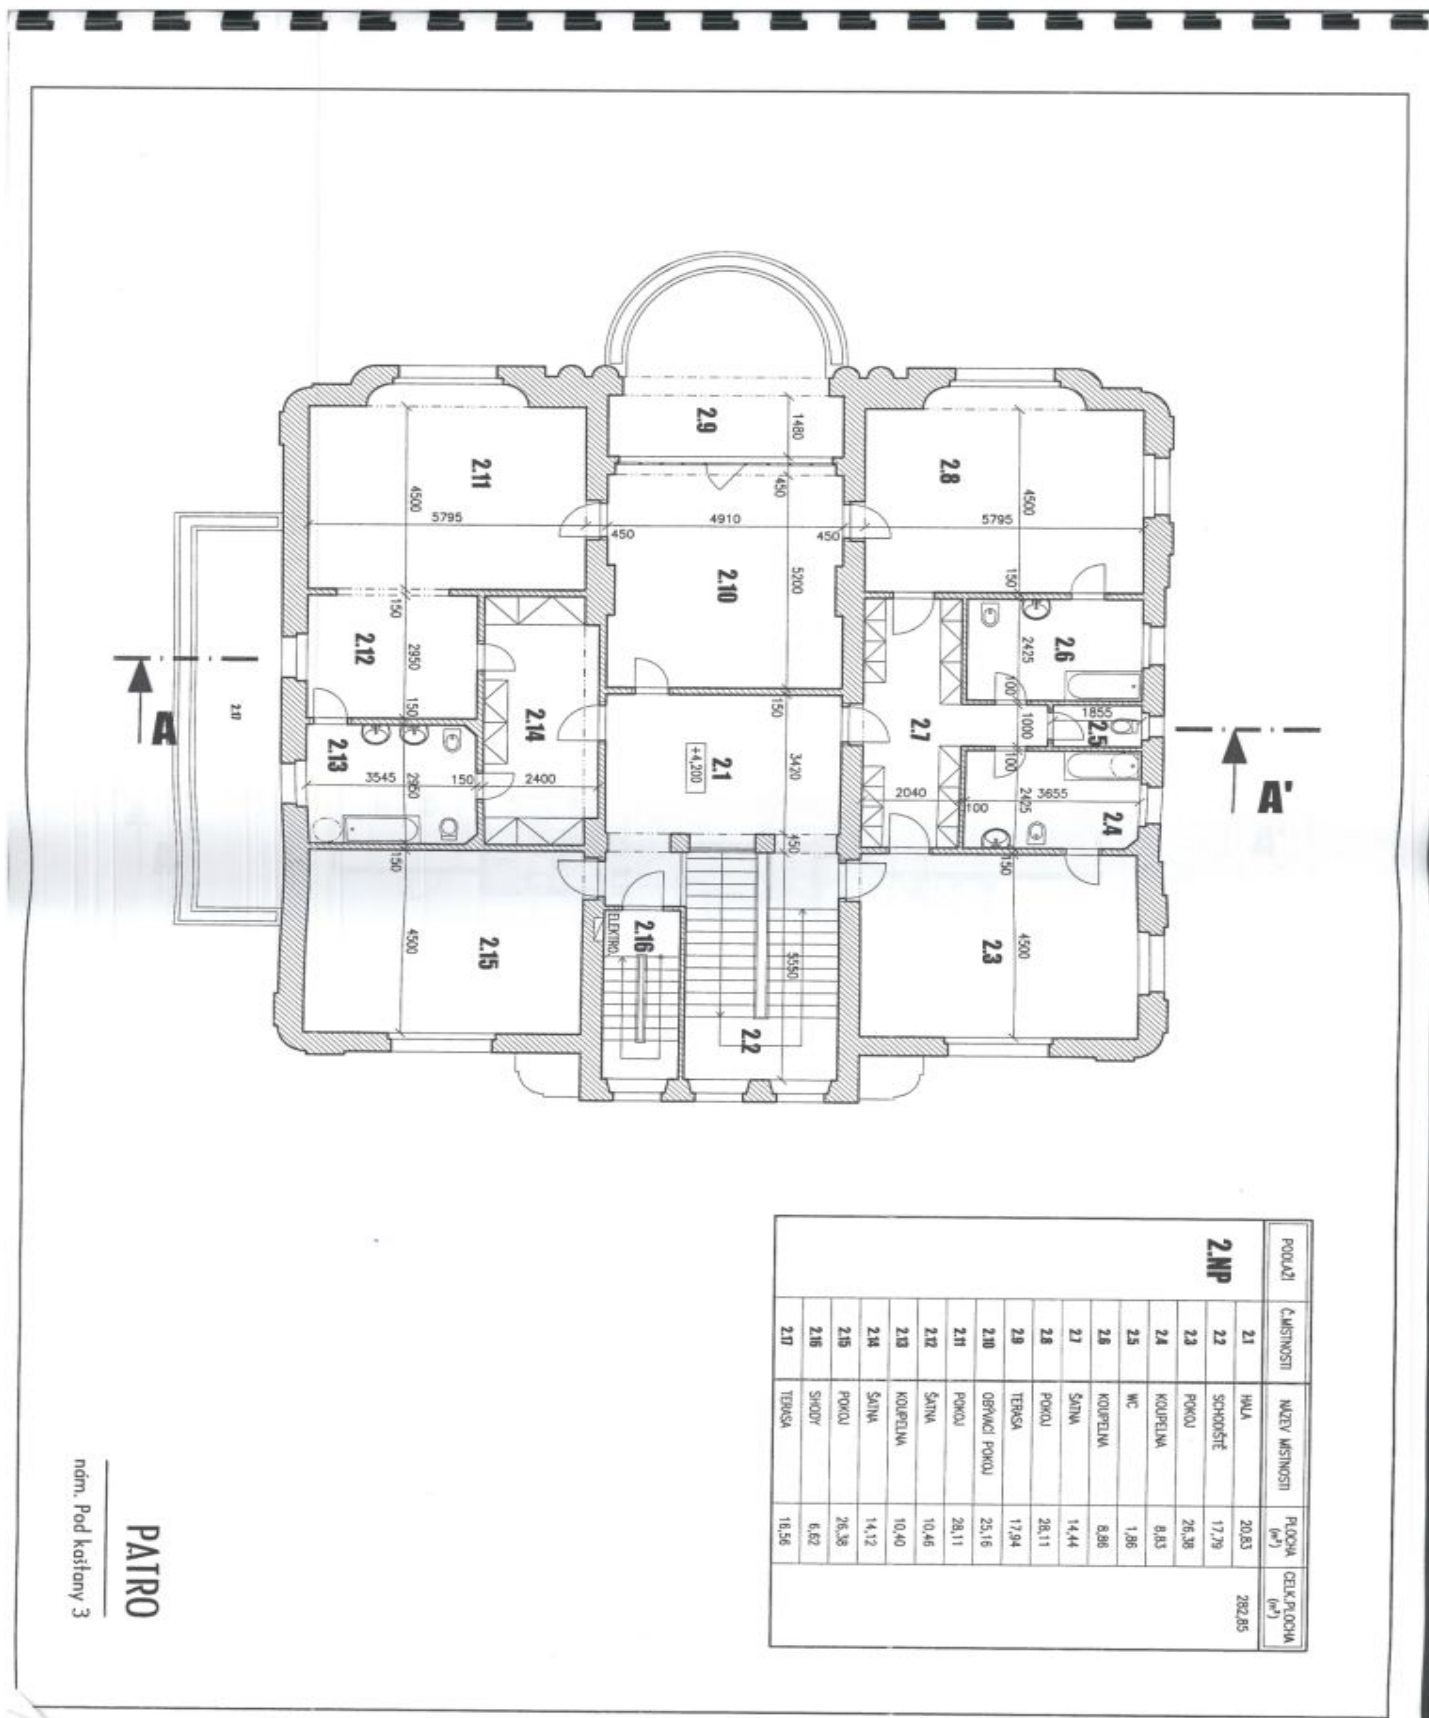 2.9
1480
2.11
2.8
450
4500
4500
5795
4910
5795
450
450
2.10
5200
150
150
2.12
2950
2.6
2425
2.17
A
150
2.14
2.7
100
1855
1000
2.5
A'
2.13
3545
2950
150
2400
2.1
+4,200
150
3420
2040
100
3655
2425
100
2.4
450
150
150
2.15
4500
ELEKTRO.
2.16
5550
2.3
4500
2.2
PODLAŽÍ Č.MÍSTNOSTI NÁZEV MÍSTNOSTI PLOCHA (m²) CELK.PLOCHA (m²)
2.NP
2.1 HALA 20,83 282,85
2.2 SCHODIŠTĚ 17,79
2.3 POKOJ 26,38
2.4 KOUPELNA 8,83
2.5 WC 1,86
2.6 KOUPELNA 8,86
2.7 ŠATNA 14,44
2.8 POKOJ 28,11
2.9 TERASA 17,94
2.10 OBÝVACÍ POKOJ 25,16
2.11 POKOJ 28,11
2.12 ŠATNA 10,46
2.13 KOUPELNA 10,40
2.14 ŠATNA 14,12
2.15 POKOJ 26,38
2.16 SHODY 6,62
2.17 TERASA 16,56
PATRO
nám. Pod kaštany 3